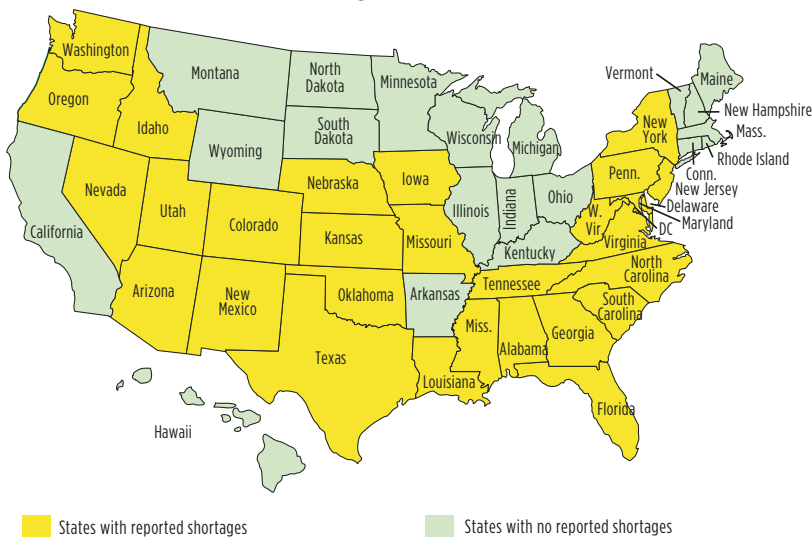 Washington
Oregon
Idaho
Montana
North
Dakota
Minnesota
South
Dakota
Wyoming
Wisconsin
Michigan
Vermont
Maine
New Hampshire
Mass.
Rhode Island
Conn.
New
York
Penn.
New Jersey
Delaware
Maryland
DC
Nevada
Utah
Colorado
California
Nebraska
Iowa
Illinois
Indiana
Ohio
W.
Vir.
Virginia
Kansas
Missouri
Kentucky
Arizona
New
Mexico
Oklahoma
Arkansas
Tennessee
North
Carolina
South
Carolina
Texas
Louisiana
Miss.
Alabama
Georgia
Florida
Hawaii
States with reported shortages
States with no reported shortages